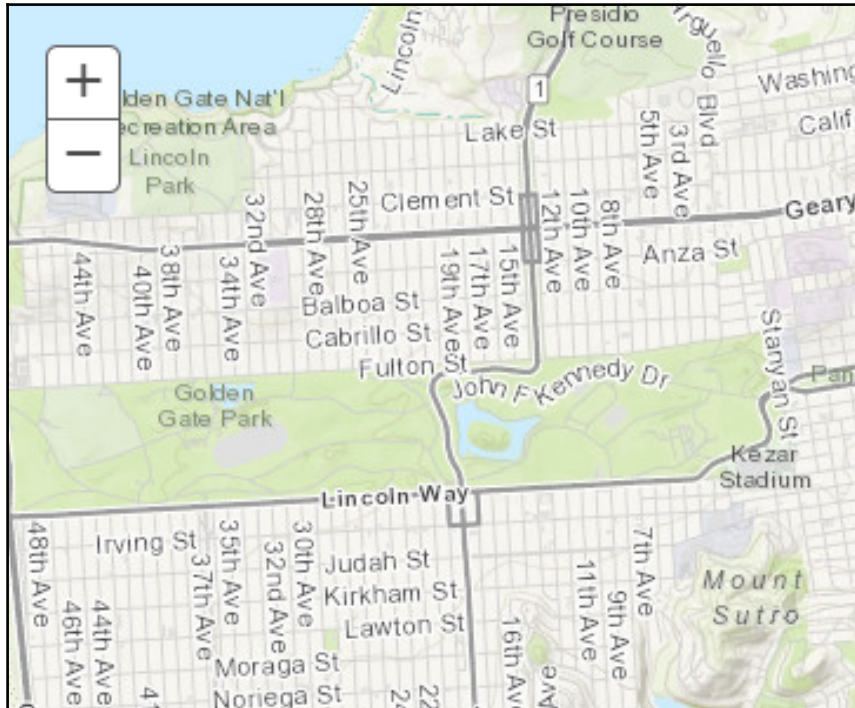 Presidio
Golf Course
Lincoln
Arguello Blvd
+
1
Washing
lden Gate Nat'l
ecreation Area
−
Lake St
5th Ave
3rd Ave
Calif
Lincoln
Park
Clement St
32nd Ave
28th Ave
25th Ave
12th Ave
10th Ave
8th Ave
Geary
Anza St
44th Ave
40th Ave
38th Ave
34th Ave
19th Ave
17th Ave
15th Ave
Balboa St
Cabrillo St
Fulton St
Stanyan St
John F Kennedy Dr
Pan
Golden
Gate Park
Kezar
Stadium
Lincoln Way
48th Ave
Irving St
37th Ave
35th Ave
32nd Ave
30th Ave
Judah St
Kirkham St
Lawton St
7th Ave
11th Ave
9th Ave
Mount
Sutro
46th Ave
44th Ave
16th Ave
Moraga St
Noriega St
41
24
22
Ave